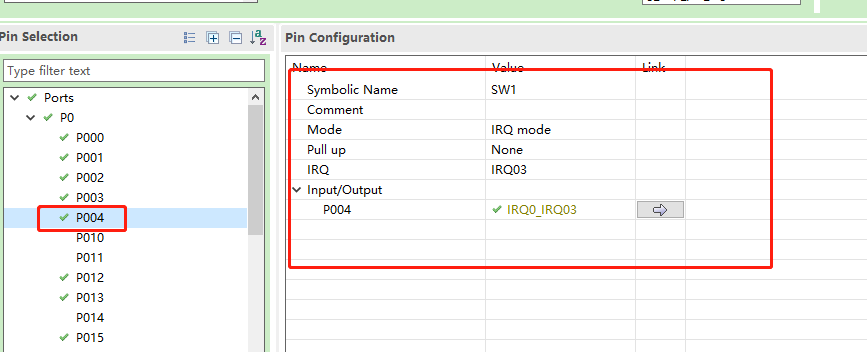 Pin Selection
Type filter text
Ports
P0
P000
P001
P002
P003
P004
P010
P011
P012
P013
P014
P015
Pin Configuration
Name Value Link
Symbolic Name SW1
Comment
Mode IRQ mode
Pull up None
IRQ IRQ03
Input/Output
P004 IRQ0_IRQ03